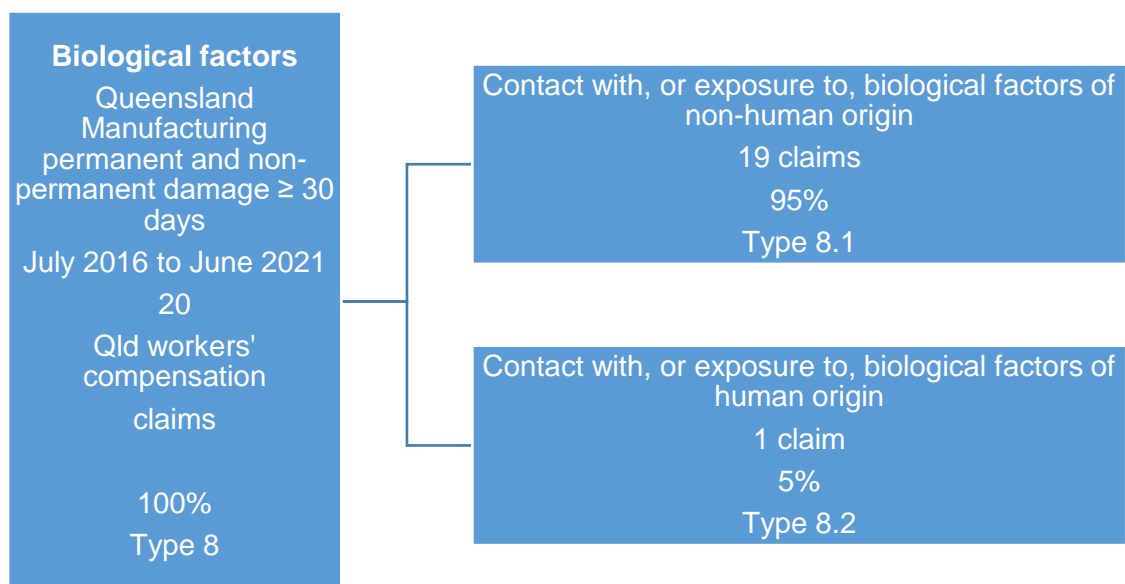 Biological factors
Queensland
Manufacturing
permanent and non-
permanent damage ≥ 30
days
July 2016 to June 2021
20
Qld workers'
compensation
claims
100%
Type 8
Contact with, or exposure to, biological factors of
non-human origin
19 claims
95%
Type 8.1
Contact with, or exposure to, biological factors of
human origin
1 claim
5%
Type 8.2